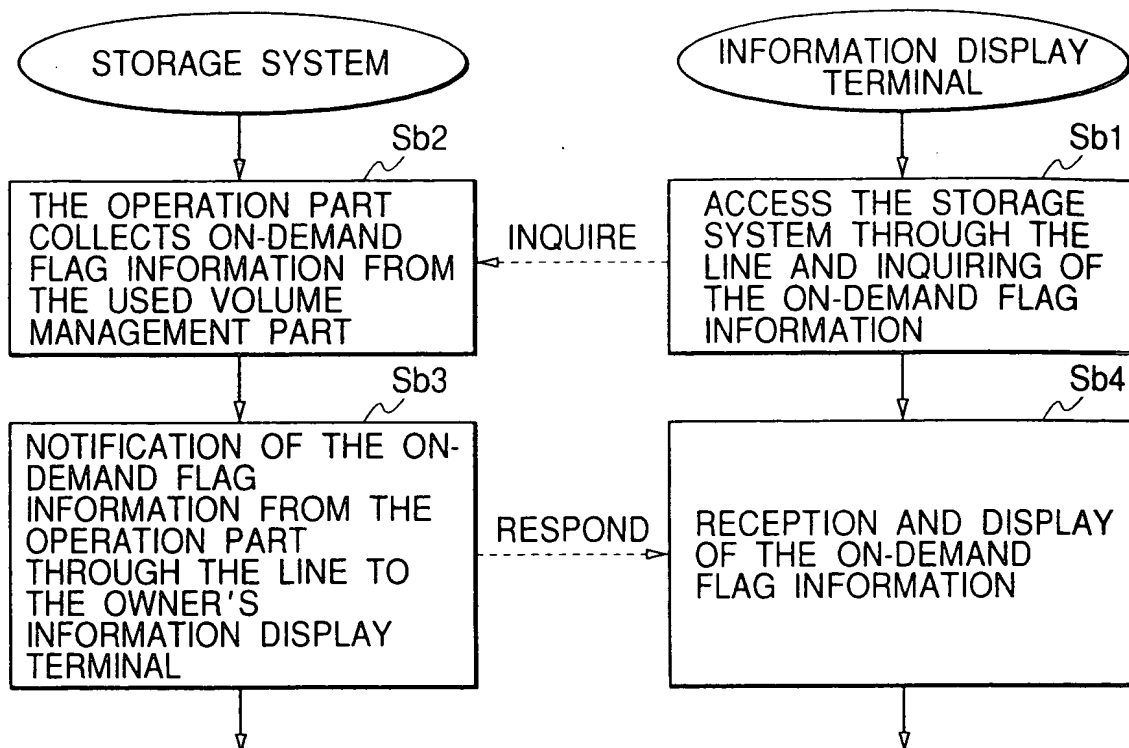 STORAGE SYSTEM
INFORMATION DISPLAY
TERMINAL
Sb2
THE OPERATION PART
COLLECTS ON-DEMAND
FLAG INFORMATION FROM
THE USED VOLUME
MANAGEMENT PART
INQUIRE
Sb1
ACCESS THE STORAGE
SYSTEM THROUGH THE
LINE AND INQUIRING OF
THE ON-DEMAND FLAG
INFORMATION
Sb3
NOTIFICATION OF THE ON-
DEMAND FLAG
INFORMATION FROM THE
OPERATION PART
THROUGH THE LINE TO
THE OWNER'S
INFORMATION DISPLAY
TERMINAL
RESPOND
Sb4
RECEPTION AND DISPLAY
OF THE ON-DEMAND
FLAG INFORMATION